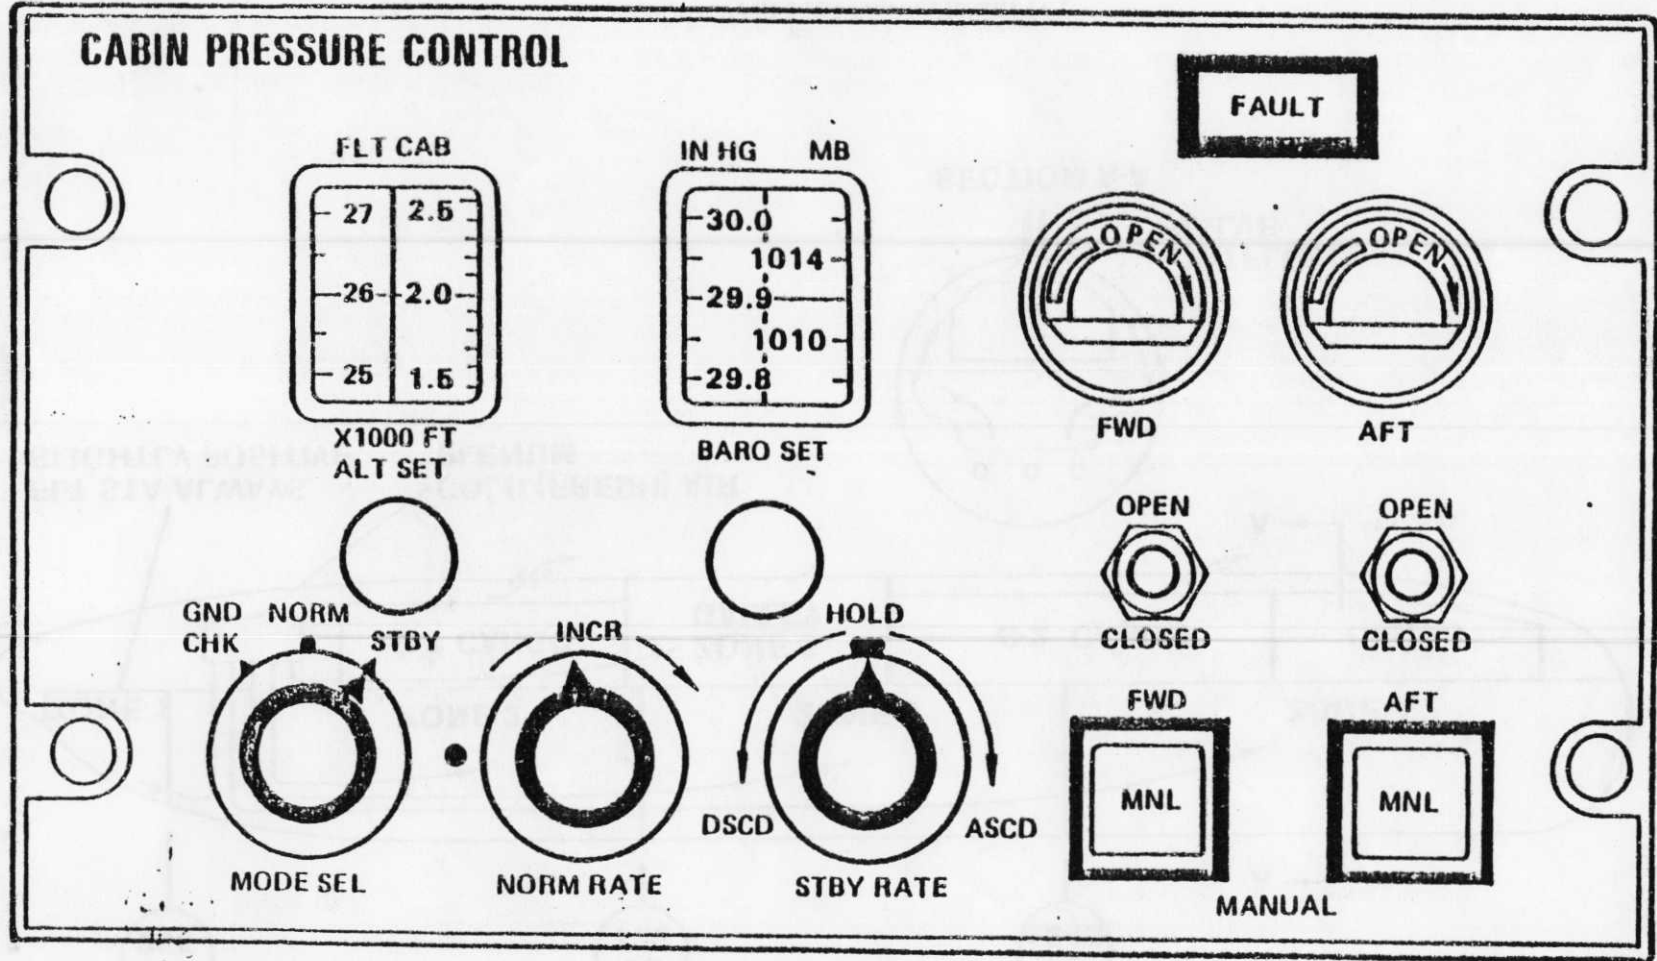 CABIN PRESSURE CONTROL
FAULT
FLT CAB
27 2.5
26 2.0
25 1.5
X1000 FT
ALT SET
IN HG MB
30.0
1014
29.9
1010
29.8
BARO SET
OPEN
FWD
OPEN
AFT
OPEN
CLOSED
OPEN
CLOSED
GND
CHK
NORM
STBY
MODE SEL
INCR
NORM RATE
HOLD
DSCD
ASCD
STBY RATE
FWD
MNL
AFT
MNL
MANUAL